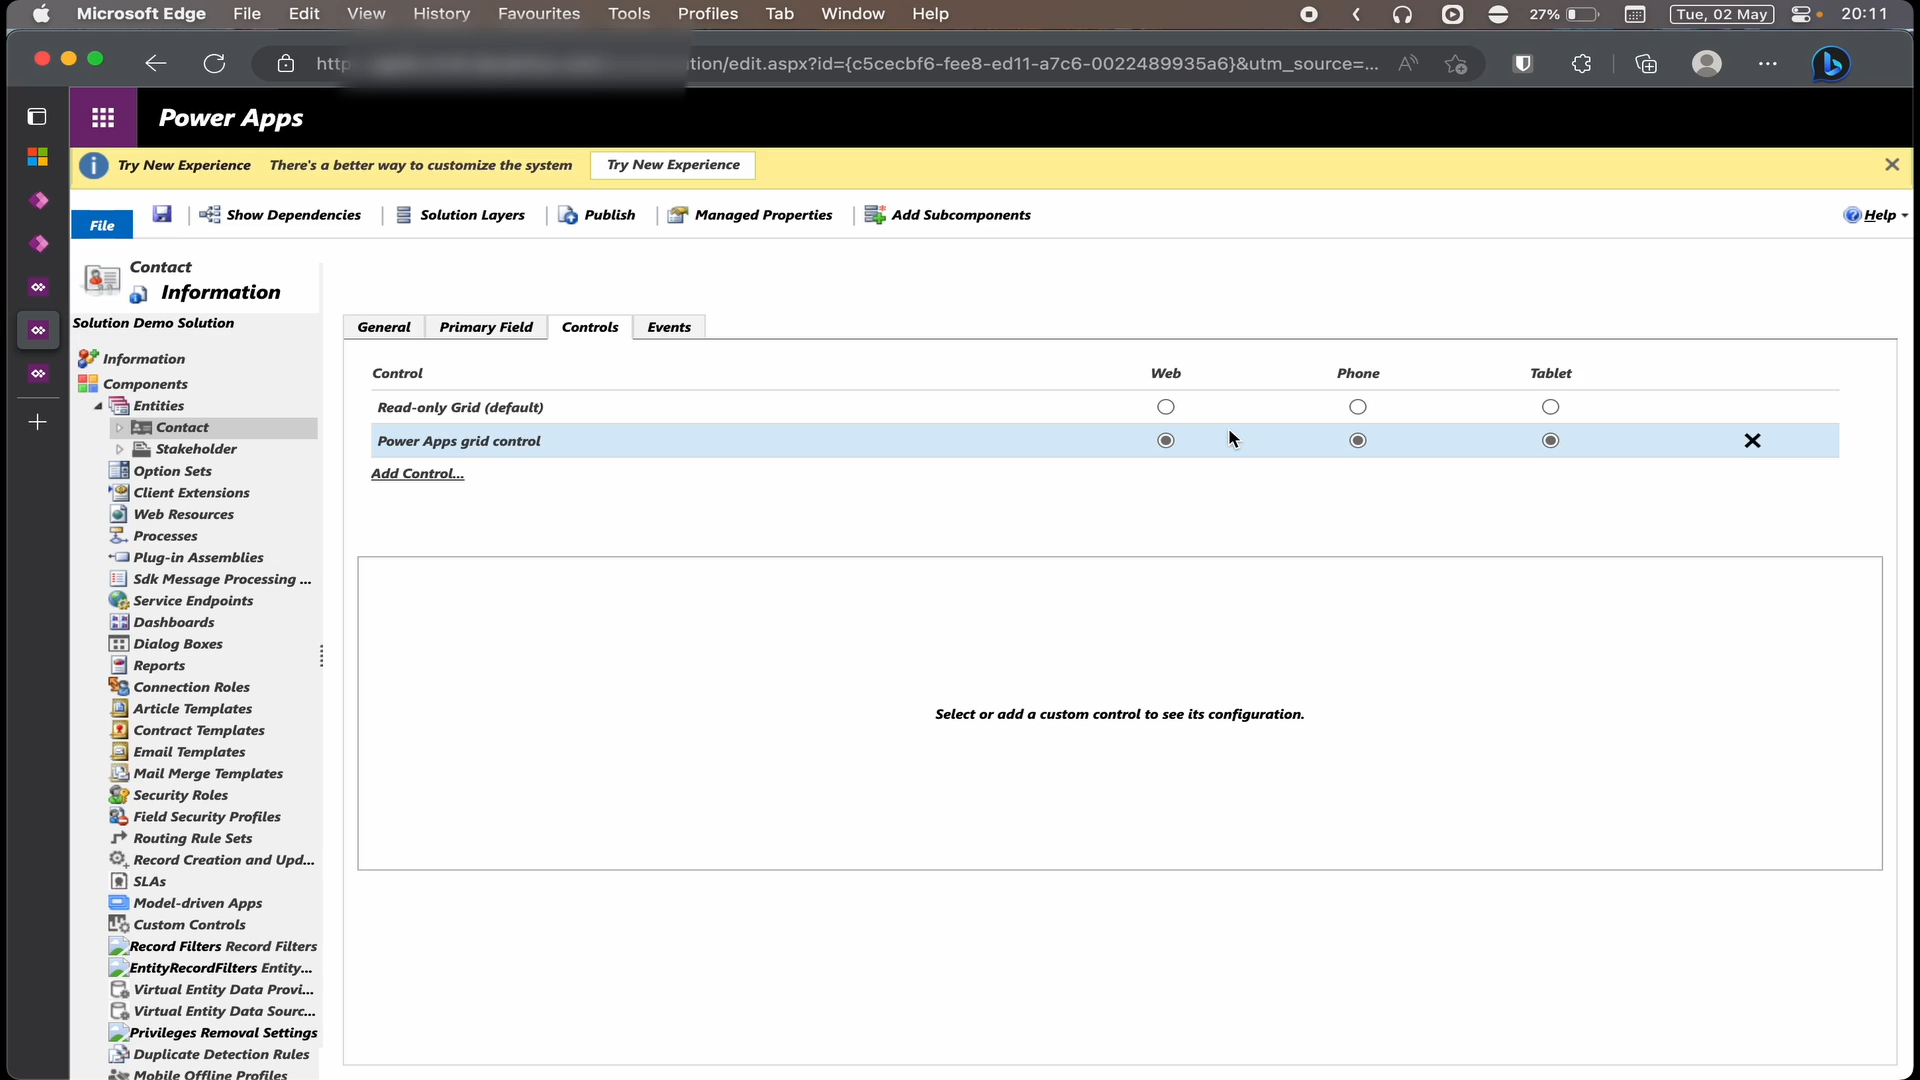 Microsoft Edge File Edit View History Favourites Tools Profiles Tab Window Help 27% Tue, 02 May 20:11
http tion/edit.aspx?id={c5cecbf6-fee8-ed11-a7c6-0022489935a6}&utm_source=...
Power Apps
Try New Experience There's a better way to customize the system Try New Experience
File Show Dependencies Solution Layers Publish Managed Properties Add Subcomponents Help
Contact
Information
Solution Demo Solution
Information
Components
Entities
Contact
Stakeholder
Option Sets
Client Extensions
Web Resources
Processes
Plug-in Assemblies
Sdk Message Processing ...
Service Endpoints
Dashboards
Dialog Boxes
Reports
Connection Roles
Article Templates
Contract Templates
Email Templates
Mail Merge Templates
Security Roles
Field Security Profiles
Routing Rule Sets
Record Creation and Upd...
SLAs
Model-driven Apps
Custom Controls
Record Filters Record Filters
EntityRecordFilters Entity...
Virtual Entity Data Provi...
Virtual Entity Data Sourc...
Privileges Removal Settings
Duplicate Detection Rules
Mobile Offline Profiles
General Primary Field Controls Events
Control Web Phone Tablet
Read-only Grid (default)
Power Apps grid control
Add Control...
Select or add a custom control to see its configuration.